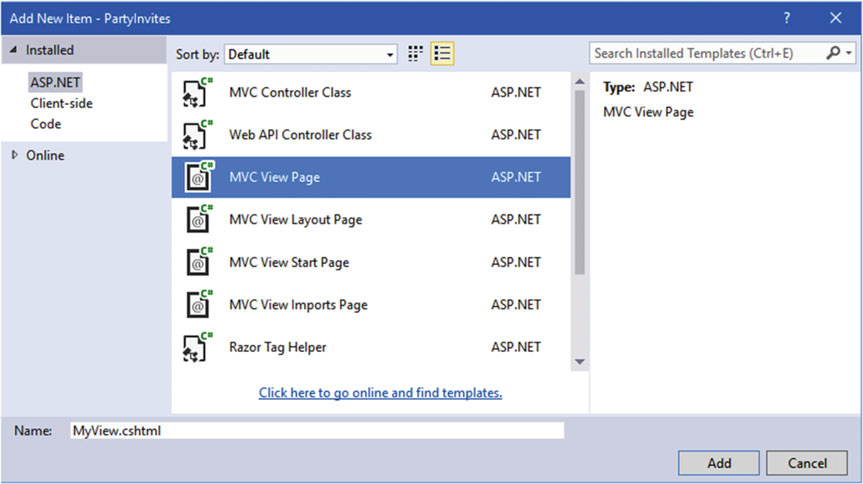 Add New Item - PartyInvites
? ✕
Installed
Sort by: Default
Search Installed Templates (Ctrl+E)
ASP.NET
Client-side
Code
Online
C# MVC Controller Class ASP.NET
C# Web API Controller Class ASP.NET
C# @ MVC View Page ASP.NET
C# @ MVC View Layout Page ASP.NET
C# @ MVC View Start Page ASP.NET
C# @ MVC View Imports Page ASP.NET
C# Razor Tag Helper ASP.NET
Click here to go online and find templates.
Type: ASP.NET
MVC View Page
Name: MyView.cshtml
Add Cancel